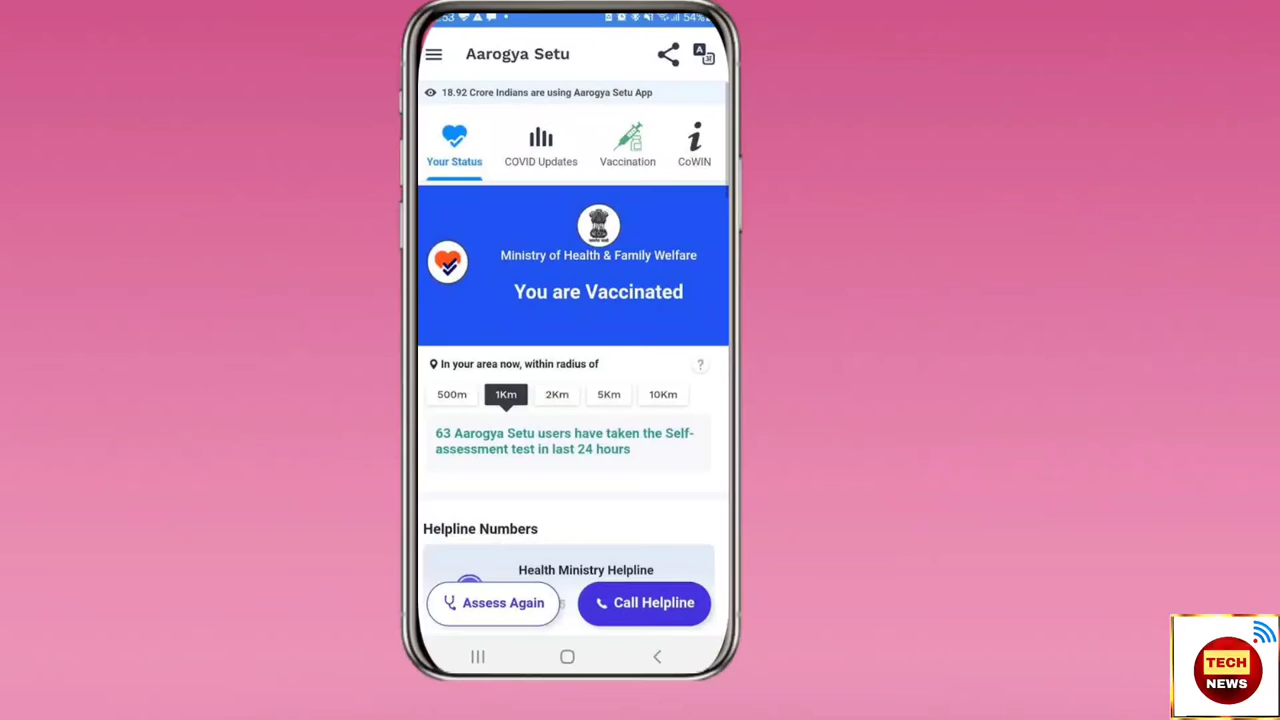 :53
54%
Aarogya Setu
A
अ
18.92 Crore Indians are using Aarogya Setu App
Your Status
COVID Updates
Vaccination
CoWIN
Ministry of Health & Family Welfare
You are Vaccinated
In your area now, within radius of
?
500m
1Km
2Km
5Km
10Km
63 Aarogya Setu users have taken the Self-
assessment test in last 24 hours
Helpline Numbers
Health Ministry Helpline
Assess Again
Call Helpline
TECH
NEWS